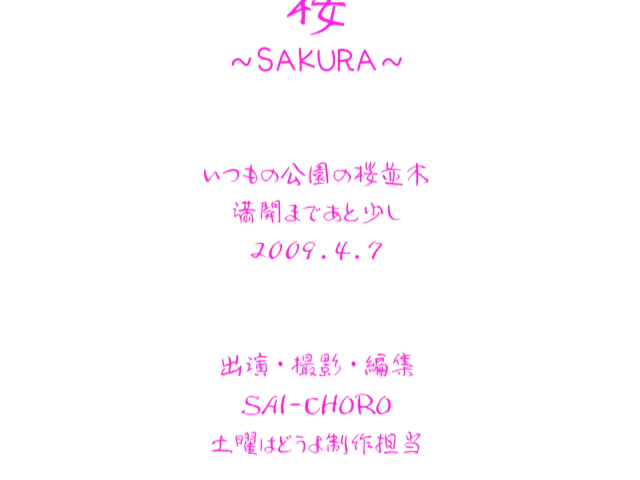 桜
~SAKURA~
いつもの公園の桜並木
満開まであと少し
2009.4.7
出演・撮影・編集
SAI-CHORO
土曜はどうよ制作担当